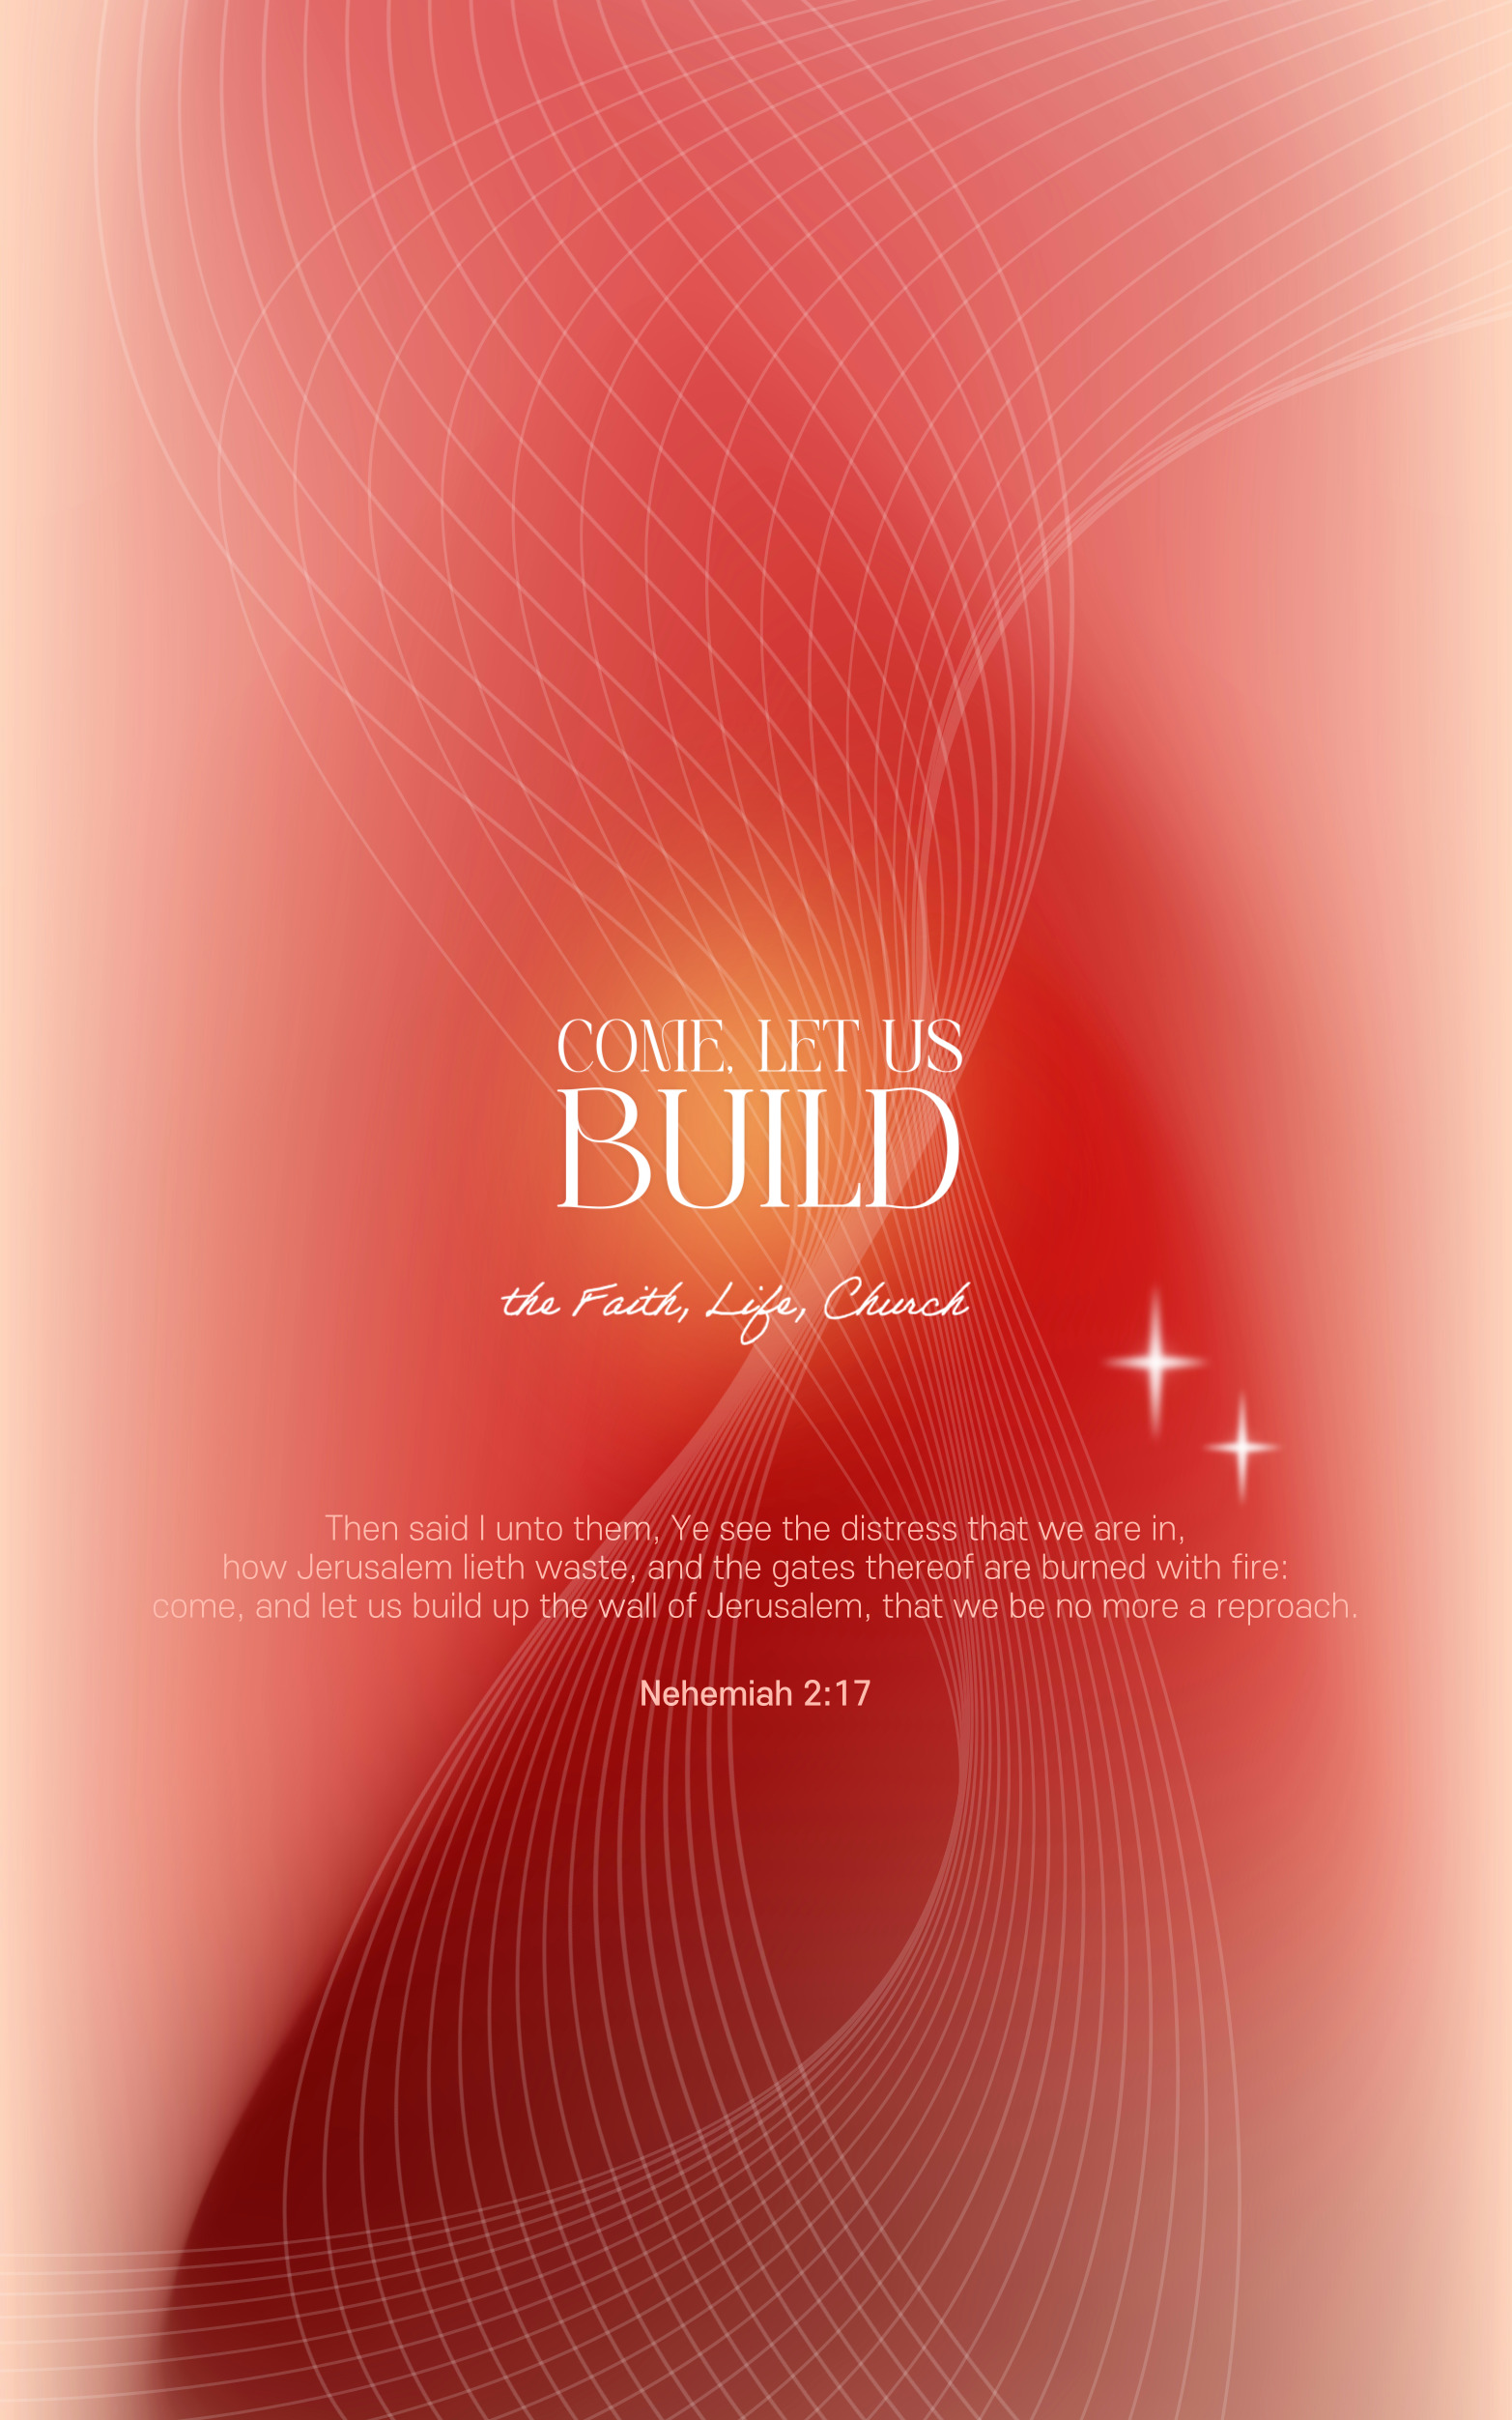 COME, LET US
BUILD
the Faith, Life, Church
Then said I unto them, Ye see the distress that we are in,
how Jerusalem lieth waste, and the gates thereof are burned with fire:
come, and let us build up the wall of Jerusalem, that we be no more a reproach.
Nehemiah 2:17